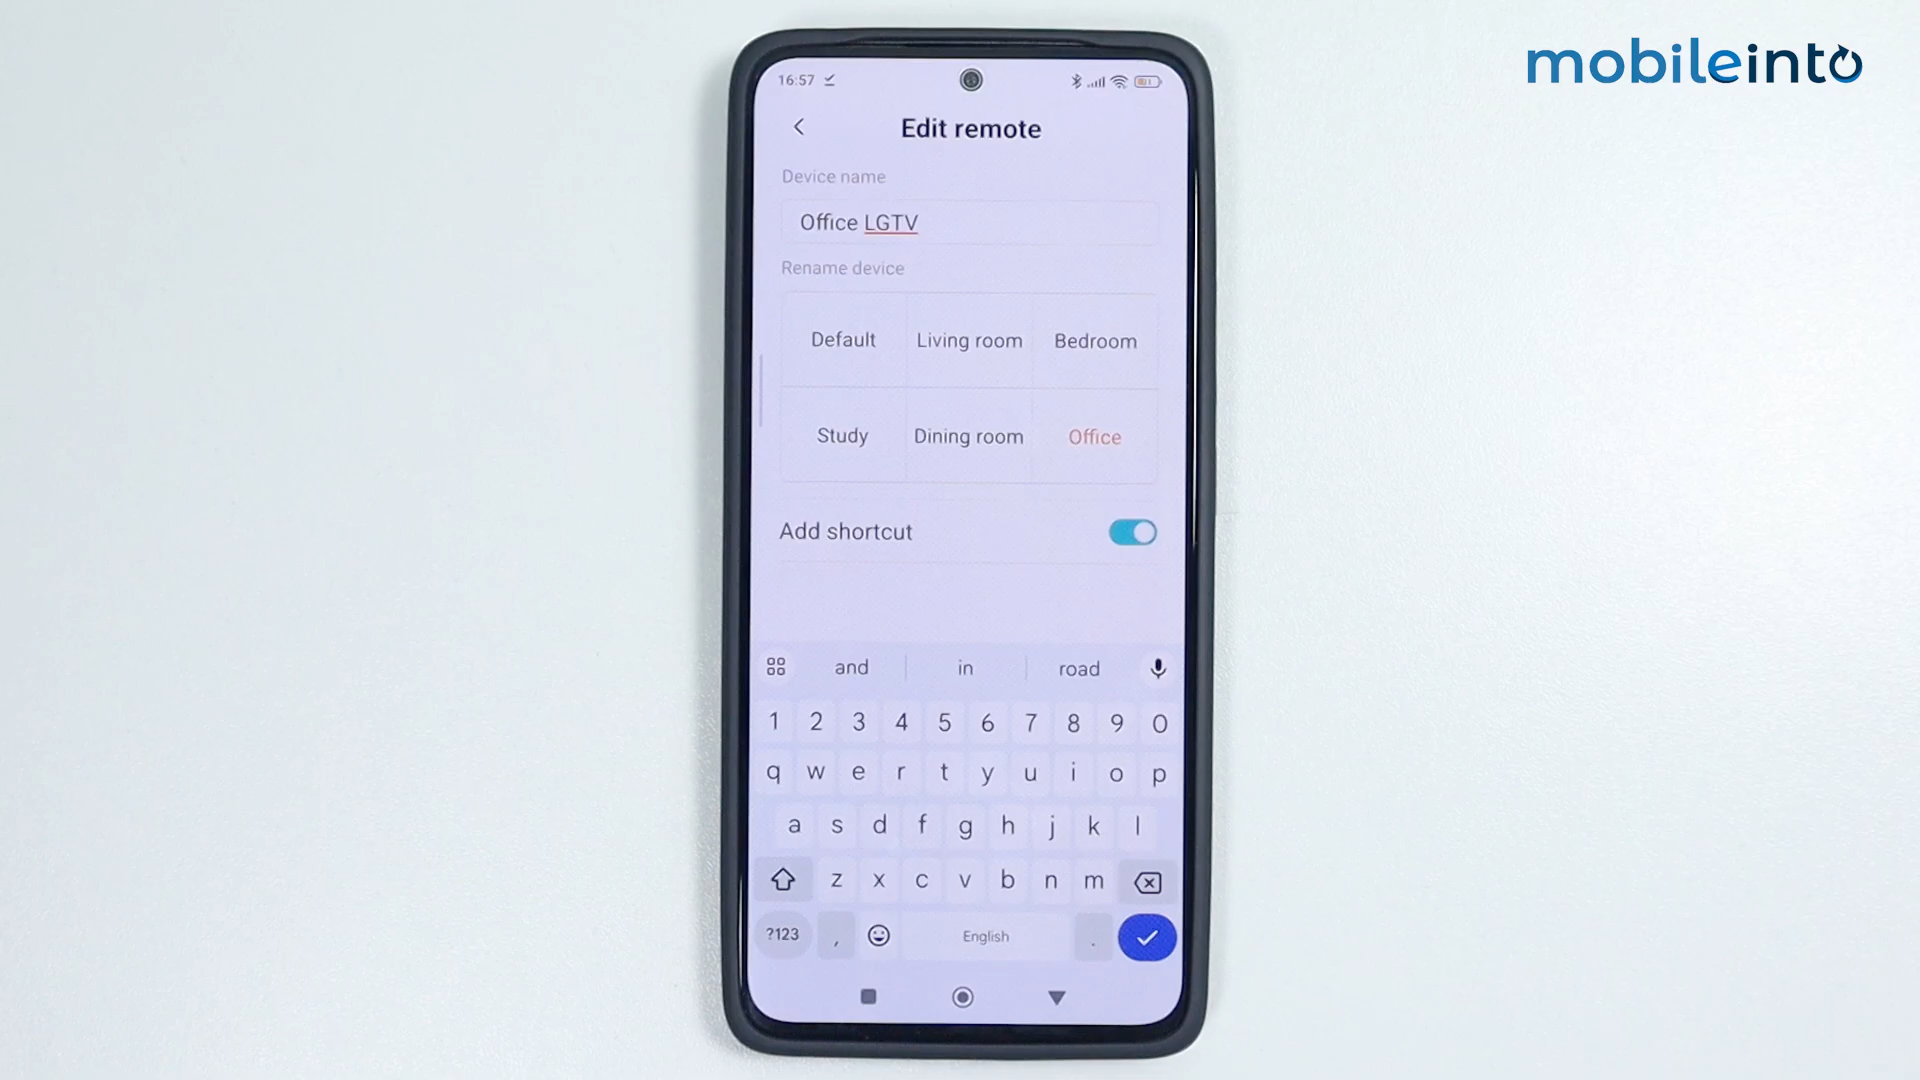 mobileinto
16:57
Edit remote
Device name
Office LGTV
Rename device
Default Living room Bedroom
Study Dining room Office
Add shortcut
and in road
1 2 3 4 5 6 7 8 9 0
q w e r t y u i o p
a s d f g h j k l
z x c v b n m
?123 , English .